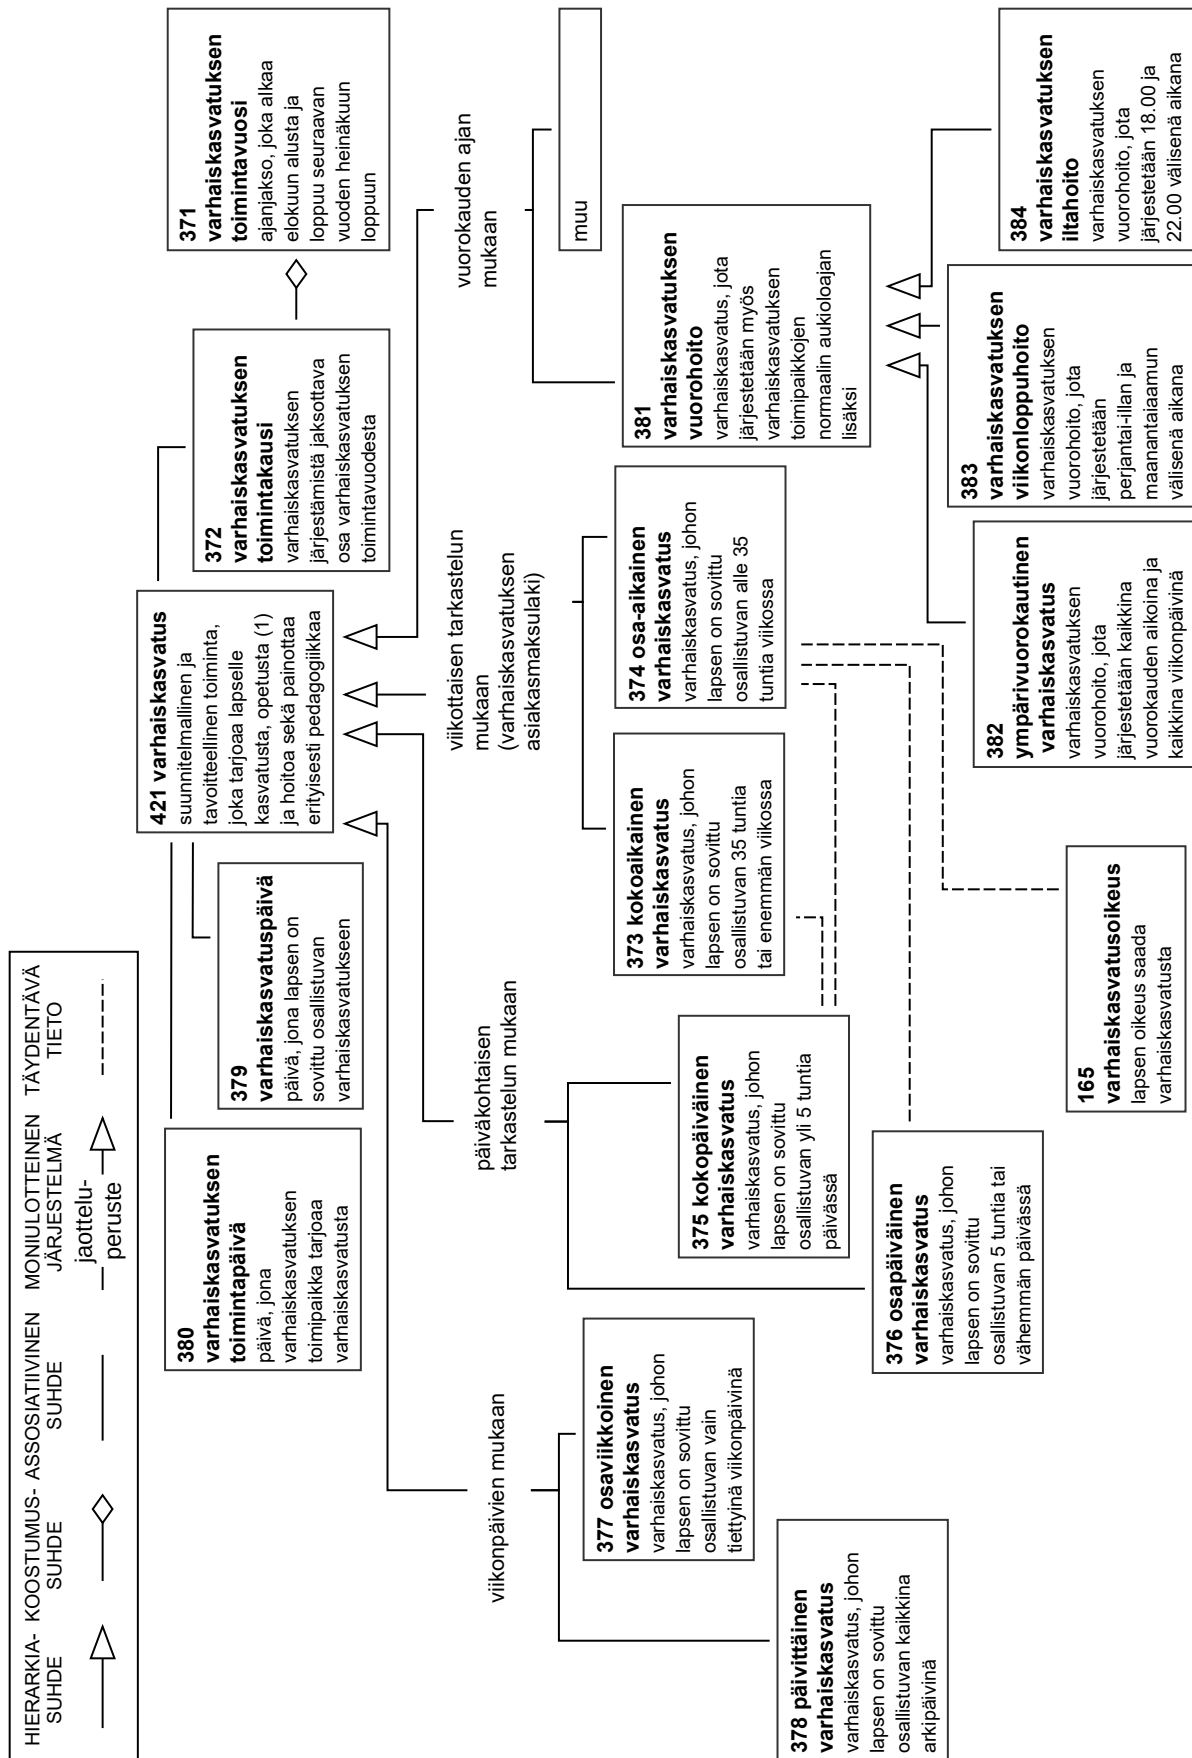 HIERARKIA-
SUHDE
KOOSTUMUS-
SUHDE
ASSOSIATIIVINEN
SUHDE
MONIULOTTEINEN
JÄRJESTELMÄ
jaottelu-
peruste
TÄYDENTÄVÄ
TIETO
380
varhaiskasvatuksen
toimintapäivä
päivä, jona
varhaiskasvatuksen
toimipaikka tarjoaa
varhaiskasvatusta
379
varhaiskasvatuspäivä
päivä, jona lapsen on
sovittu osallistuvan
varhaiskasvatukseen
421 varhaiskasvatus
suunnitelmallinen ja
tavoitteellinen toiminta,
joka tarjoaa lapselle
kasvatusta, opetusta (1)
ja hoitoa sekä painottaa
erityisesti pedagogiikkaa
372
varhaiskasvatuksen
toimintakausi
varhaiskasvatuksen
järjestämistä jaksottava
osa varhaiskasvatuksen
toimintavuodesta
371
varhaiskasvatuksen
toimintavuosi
ajanjakso, joka alkaa
elokuun alusta ja
loppuu seuraavan
vuoden heinäkuun
loppuun
viikonpäivien mukaan
päiväkohtaisen
tarkastelun mukaan
viikottaisen tarkastelun
mukaan
(varhaiskasvatuksen
asiakasmaksulaki)
vuorokauden ajan
mukaan
377 osaviikkoinen
varhaiskasvatus
varhaiskasvatus, johon
lapsen on sovittu
osallistuvan vain
tiettyinä viikonpäivinä
378 päivittäinen
varhaiskasvatus
varhaiskasvatus, johon
lapsen on sovittu
osallistuvan kaikkina
arkipäivinä
375 kokopäiväinen
varhaiskasvatus
varhaiskasvatus, johon
lapsen on sovittu
osallistuvan yli 5 tuntia
päivässä
376 osapäiväinen
varhaiskasvatus
varhaiskasvatus, johon
lapsen on sovittu
osallistuvan 5 tuntia tai
vähemmän päivässä
373 kokoaikainen
varhaiskasvatus
varhaiskasvatus, johon
lapsen on sovittu
osallistuvan 35 tuntia
tai enemmän viikossa
374 osa-aikainen
varhaiskasvatus
varhaiskasvatus, johon
lapsen on sovittu
osallistuvan alle 35
tuntia viikossa
381
varhaiskasvatuksen
vuorohoito
varhaiskasvatus, jota
järjestetään myös
varhaiskasvatuksen
toimipaikkojen
normaalin aukioloajan
lisäksi
muu
165
varhaiskasvatusoikeus
lapsen oikeus saada
varhaiskasvatusta
382
ympärivuorokautinen
varhaiskasvatus
varhaiskasvatuksen
vuorohoito, jota
järjestetään kaikkina
vuorokauden aikoina ja
kaikkina viikonpäivinä
383
varhaiskasvatuksen
viikonloppuhoito
varhaiskasvatuksen
vuorohoito, jota
järjestetään
perjantai-illan ja
maanantaiaamun
välisenä aikana
384
varhaiskasvatuksen
iltahoito
varhaiskasvatuksen
vuorohoito, jota
järjestetään 18.00 ja
22.00 välisenä aikana